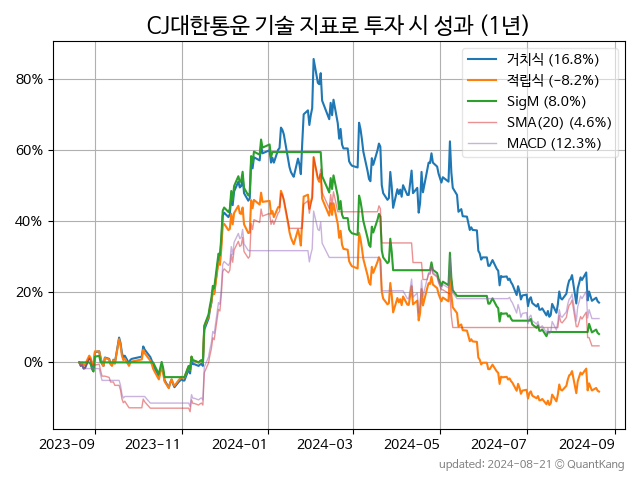 CJ대한통운 기술 지표로 투자 시 성과 (1년)
거치식 (16.8%)
적립식 (-8.2%)
SigM (8.0%)
SMA(20) (4.6%)
MACD (12.3%)
80%
60%
40%
20%
0%
2023-09 2023-11 2024-01 2024-03 2024-05 2024-07 2024-09
updated: 2024-08-21 © QuantKang